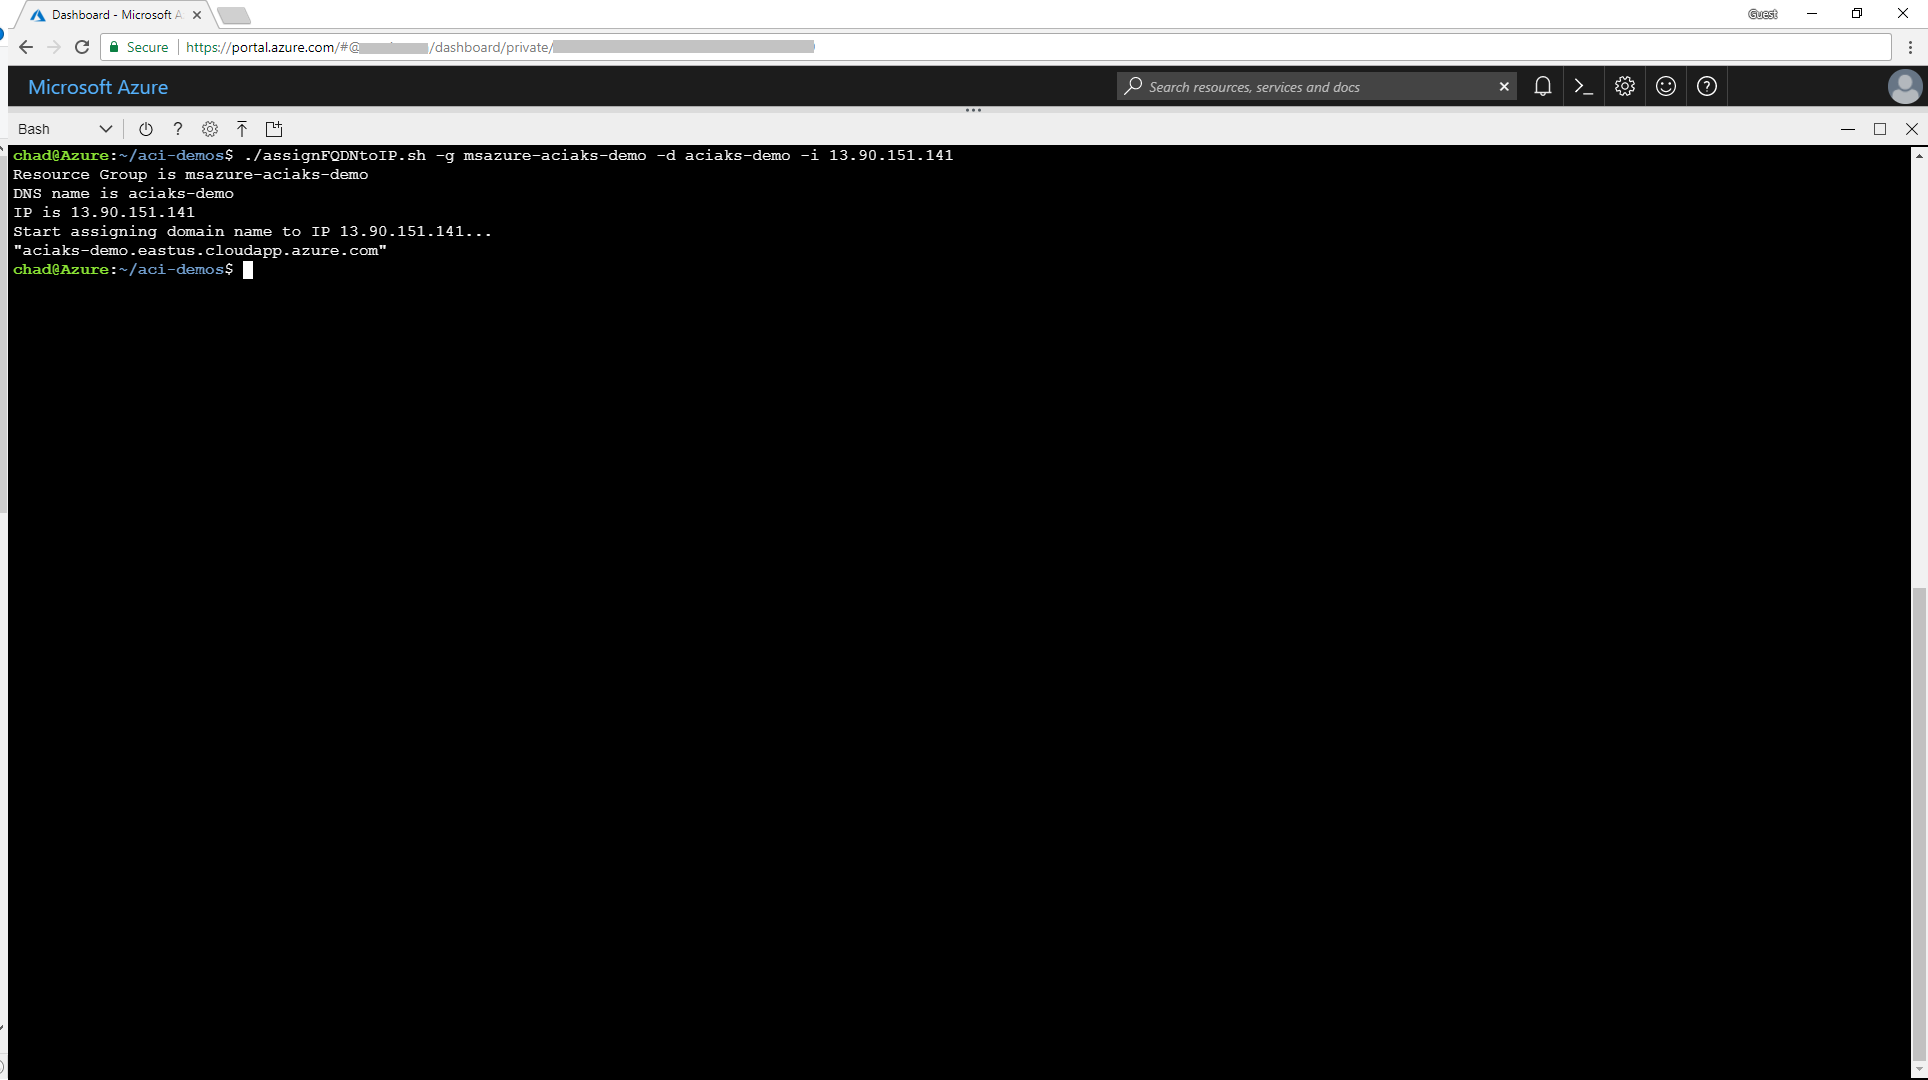 Dashboard - Microsoft A
Guest
Secure
https://portal.azure.com/#@
/dashboard/private/
Microsoft Azure
Search resources, services and docs
Bash
chad@Azure:~/aci-demos$ ./assignFQDNtoIP.sh -g msazure-aciaks-demo -d aciaks-demo -i 13.90.151.141
Resource Group is msazure-aciaks-demo
DNS name is aciaks-demo
IP is 13.90.151.141
Start assigning domain name to IP 13.90.151.141...
"aciaks-demo.eastus.cloudapp.azure.com"
chad@Azure:~/aci-demos$